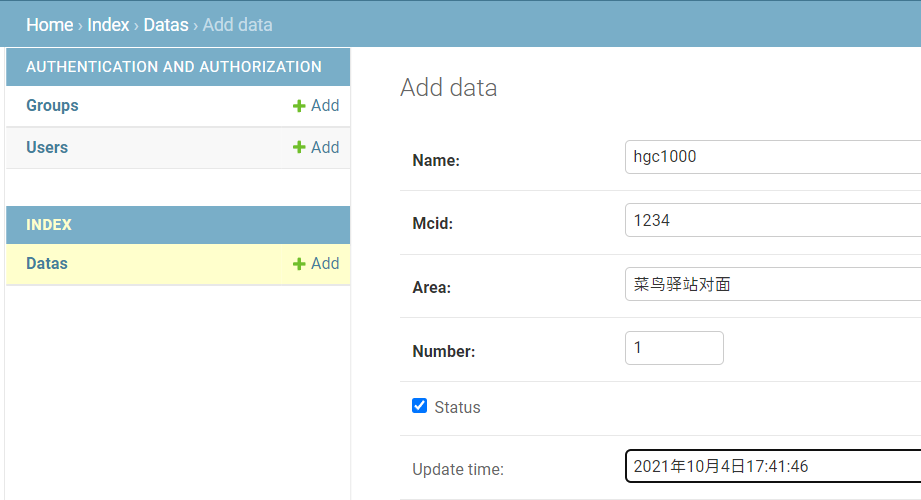 Home › Index › Datas › Add data
AUTHENTICATION AND AUTHORIZATION
Groups + Add
Users + Add
INDEX
Datas + Add
Add data
Name: hgc1000
Mcid: 1234
Area: 菜鸟驿站对面
Number: 1
Status
Update time: 2021年10月4日17:41:46